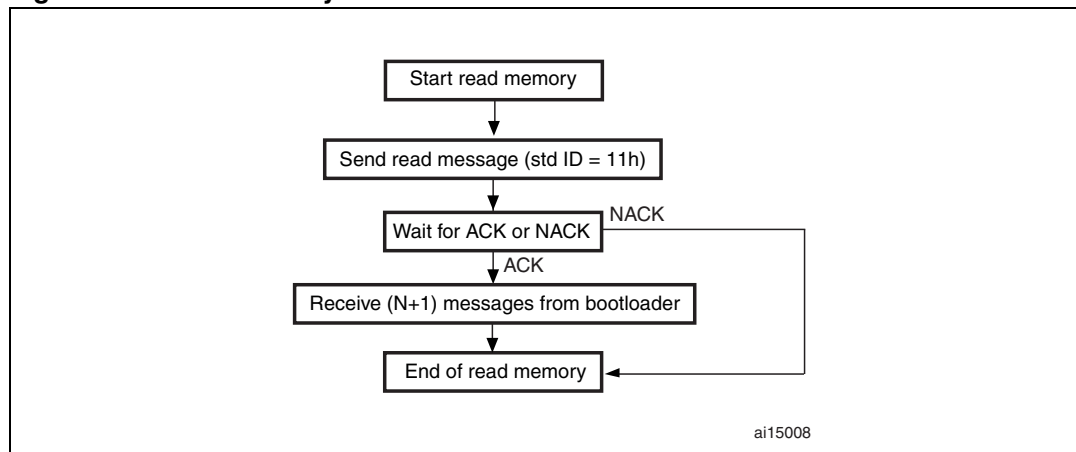 Start read memory
Send read message (std ID = 11h)
Wait for ACK or NACK
NACK
ACK
Receive (N+1) messages from bootloader
End of read memory
ai15008